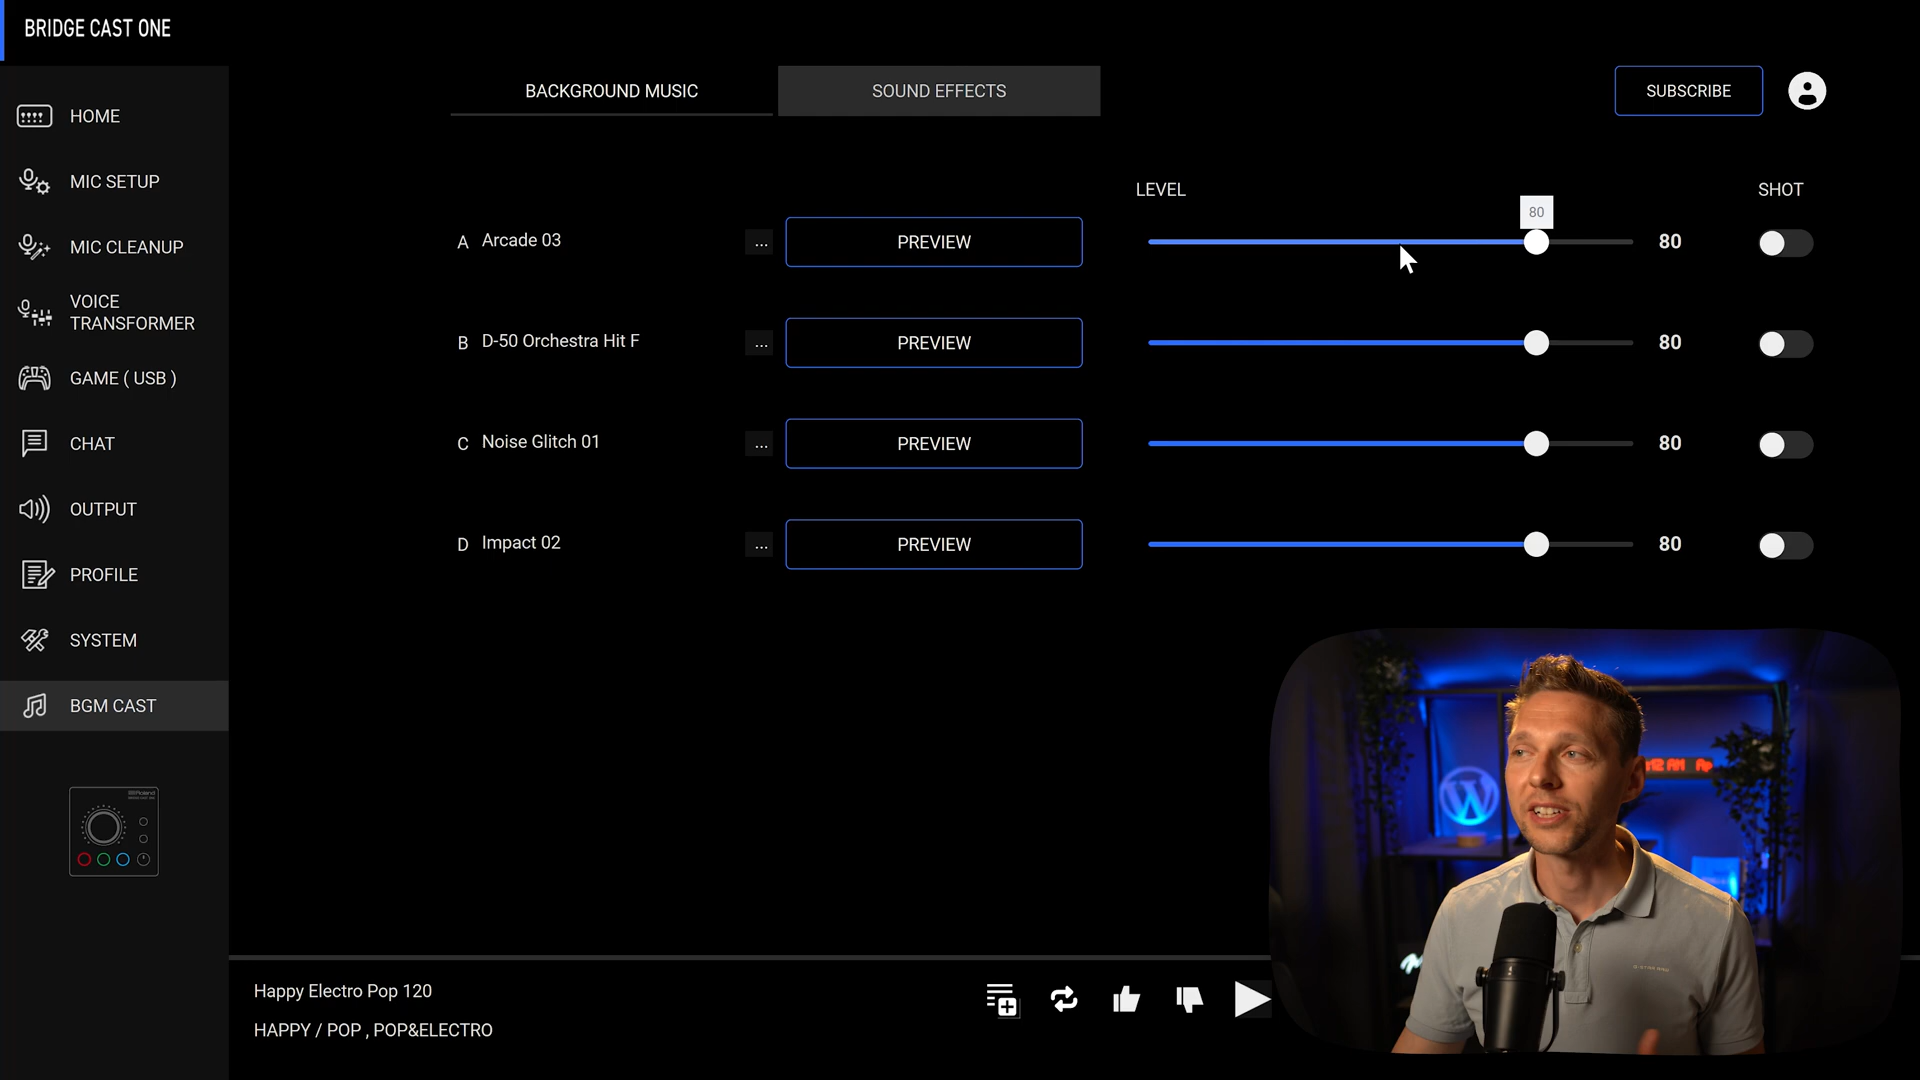 BRIDGE CAST ONE
HOME
MIC SETUP
MIC CLEANUP
VOICE
TRANSFORMER
GAME ( USB )
CHAT
OUTPUT
PROFILE
SYSTEM
BGM CAST
BACKGROUND MUSIC
SOUND EFFECTS
SUBSCRIBE
LEVEL
SHOT
80
A Arcade 03 ... PREVIEW 80
B D-50 Orchestra Hit F ... PREVIEW 80
C Noise Glitch 01 ... PREVIEW 80
D Impact 02 ... PREVIEW 80
Roland
Happy Electro Pop 120
HAPPY / POP , POP&ELECTRO